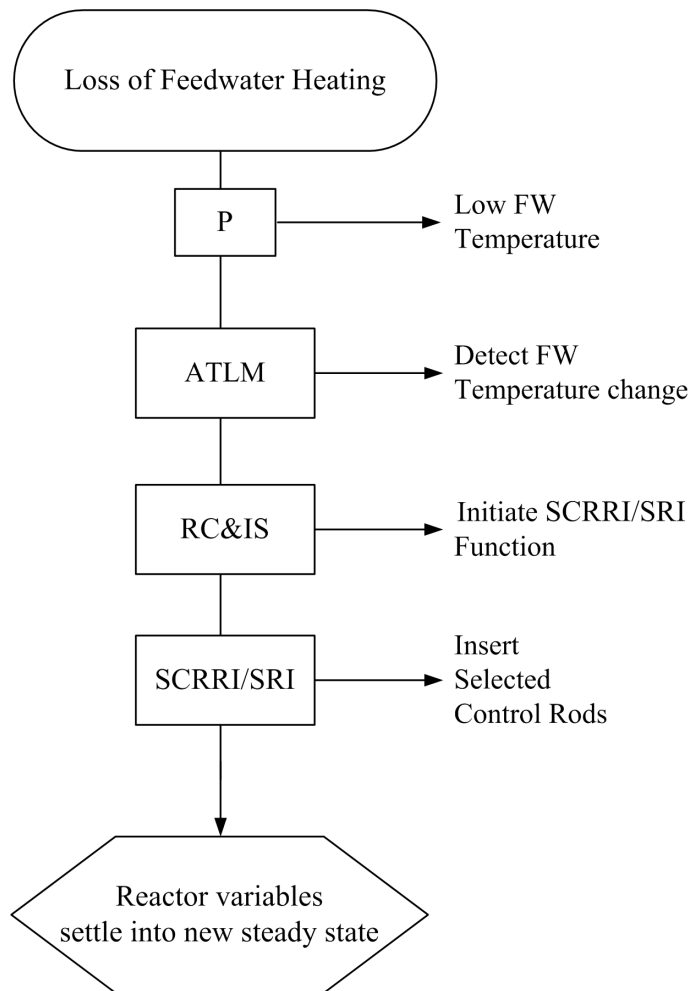 Loss of Feedwater Heating
P
Low FW
Temperature
ATLM
Detect FW
Temperature change
RC&IS
Initiate SCRRI/SRI
Function
SCRRI/SRI
Insert
Selected
Control Rods
Reactor variables
settle into new steady state